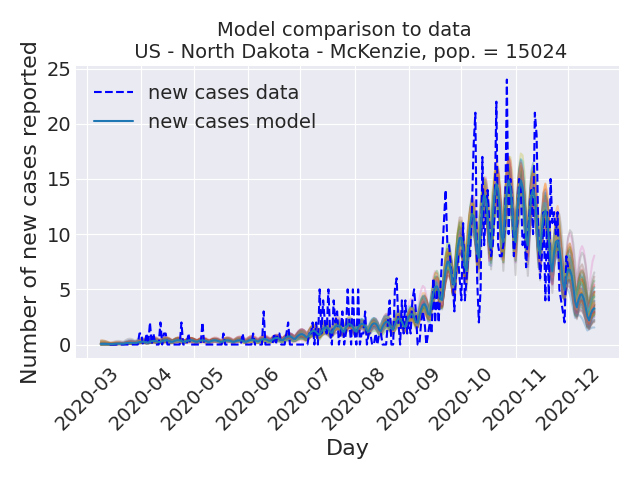 Model comparison to data
US - North Dakota - McKenzie, pop. = 15024
Number of new cases reported
25
20
15
10
5
0
new cases data
new cases model
2020-03
2020-04
2020-05
2020-06
2020-07
2020-08
2020-09
2020-10
2020-11
2020-12
Day